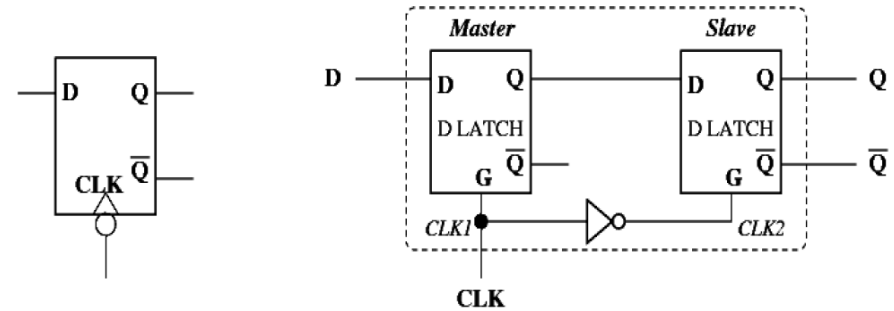 D Q
Q̅
CLK
Master Slave
D
D Q
D LATCH
Q̅
G
D Q
D LATCH
Q̅
G
Q
Q̅
CLK1
CLK2
CLK